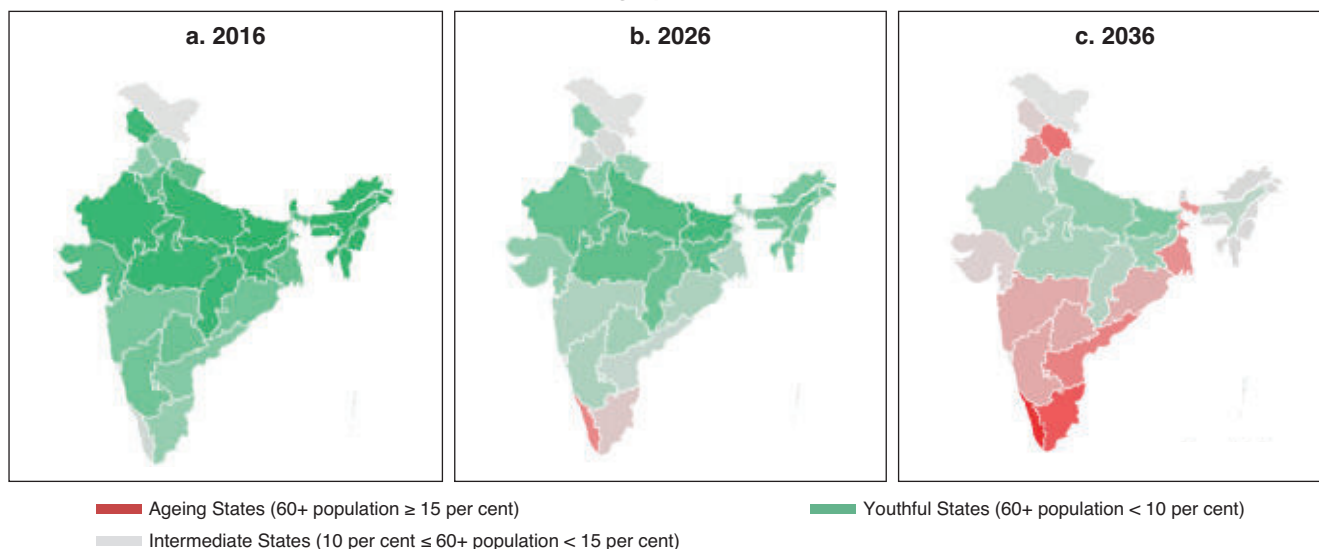 a. 2016
b. 2026
c. 2036
Ageing States (60+ population ≥ 15 per cent)
Youthful States (60+ population < 10 per cent)
Intermediate States (10 per cent ≤ 60+ population < 15 per cent)